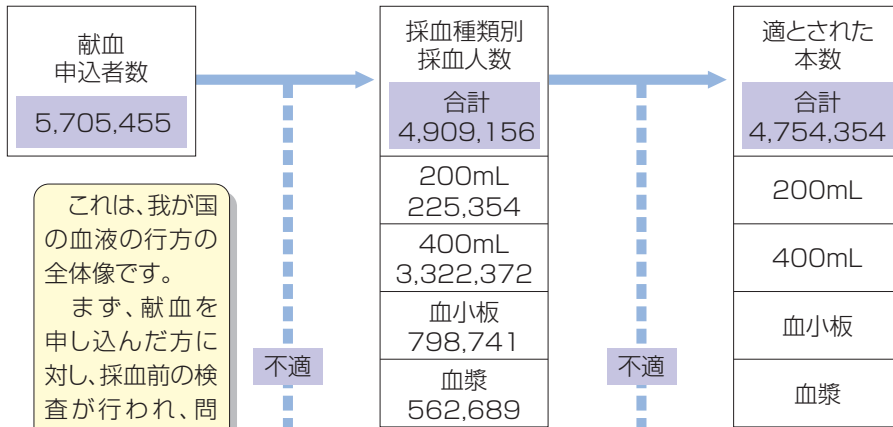 献血
申込者数
5,705,455
これは、我が国
の血液の行方の
全体像です。
まず、献血を
申し込んだ方に
対し、採血前の検
査が行われ、問
不適
採血種類別
採血人数
合計
4,909,156
200mL
225,354
400mL
3,322,372
血小板
798,741
血漿
562,689
不適
適とされた
本数
合計
4,754,354
200mL
400mL
血小板
血漿